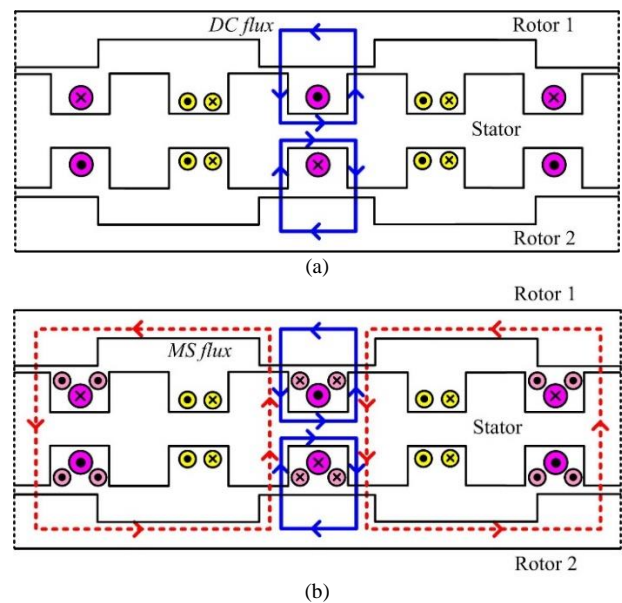 DC flux
Rotor 1
Stator
Rotor 2
(a)
Rotor 1
MS flux
Stator
Rotor 2
(b)